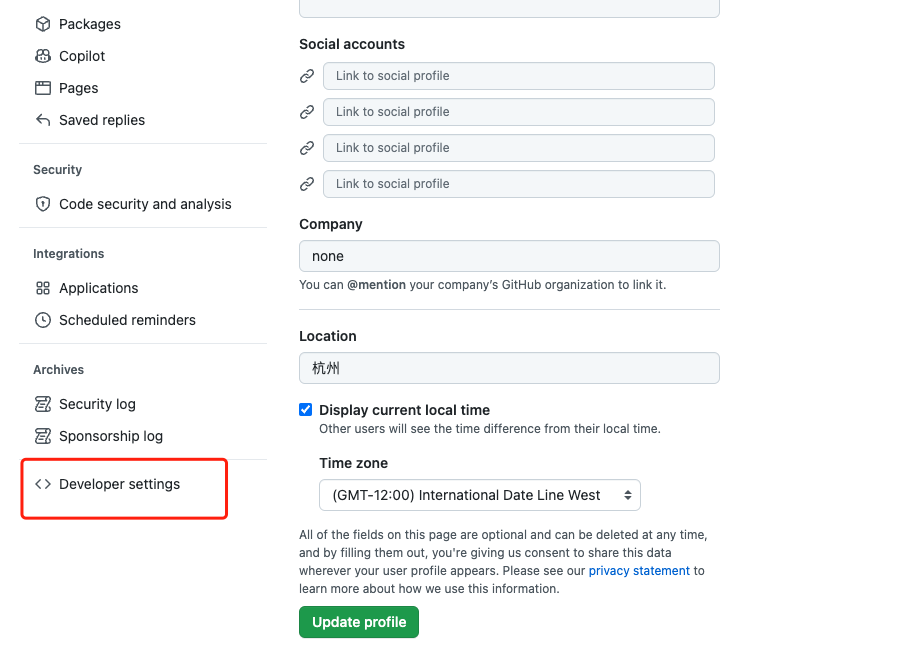 Packages
Copilot
Pages
Saved replies
Security
Code security and analysis
Integrations
Applications
Scheduled reminders
Archives
Security log
Sponsorship log
Developer settings
Social accounts
Link to social profile
Link to social profile
Link to social profile
Link to social profile
Company
none
You can @mention your company's GitHub organization to link it.
Location
杭州
Display current local time
Other users will see the time difference from their local time.
Time zone
(GMT-12:00) International Date Line West
All of the fields on this page are optional and can be deleted at any time,
and by filling them out, you're giving us consent to share this data
wherever your user profile appears. Please see our privacy statement to
learn more about how we use this information.
Update profile